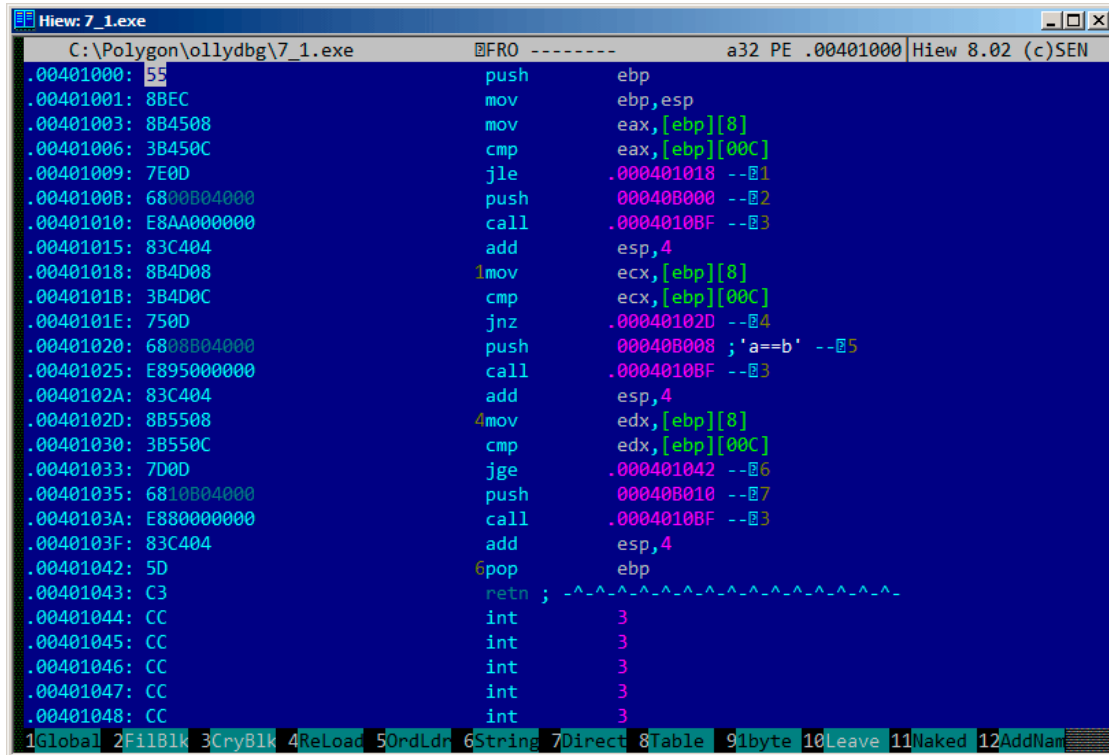 Hiew: 7_1.exe
C:\Polygon\ollydbg\7_1.exe FRO -------- a32 PE .00401000 Hiew 8.02 (c)SEN
.00401000: 55 push ebp
.00401001: 8BEC mov ebp,esp
.00401003: 8B4508 mov eax,[ebp][8]
.00401006: 3B450C cmp eax,[ebp][00C]
.00401009: 7E0D jle .000401018 --1
.0040100B: 6800B04000 push 00040B000 --2
.00401010: E8AA000000 call .0004010BF --3
.00401015: 83C404 add esp,4
.00401018: 8B4D08 1mov ecx,[ebp][8]
.0040101B: 3B4D0C cmp ecx,[ebp][00C]
.0040101E: 750D jnz .00040102D --4
.00401020: 6808B04000 push 00040B008 ;'a==b' --5
.00401025: E895000000 call .0004010BF --3
.0040102A: 83C404 add esp,4
.0040102D: 8B5508 4mov edx,[ebp][8]
.00401030: 3B550C cmp edx,[ebp][00C]
.00401033: 7D0D jge .000401042 --6
.00401035: 6810B04000 push 00040B010 --7
.0040103A: E880000000 call .0004010BF --3
.0040103F: 83C404 add esp,4
.00401042: 5D 6pop ebp
.00401043: C3 retn ; -^-^-^-^-^-^-^-^-^-^-^-^-^-^-^-^-
.00401044: CC int 3
.00401045: CC int 3
.00401046: CC int 3
.00401047: CC int 3
.00401048: CC int 3
1Global 2FilBlk 3CryBlk 4ReLoad 5OrdLdr 6String 7Direct 8Table 91byte 10Leave 11Naked 12AddNam